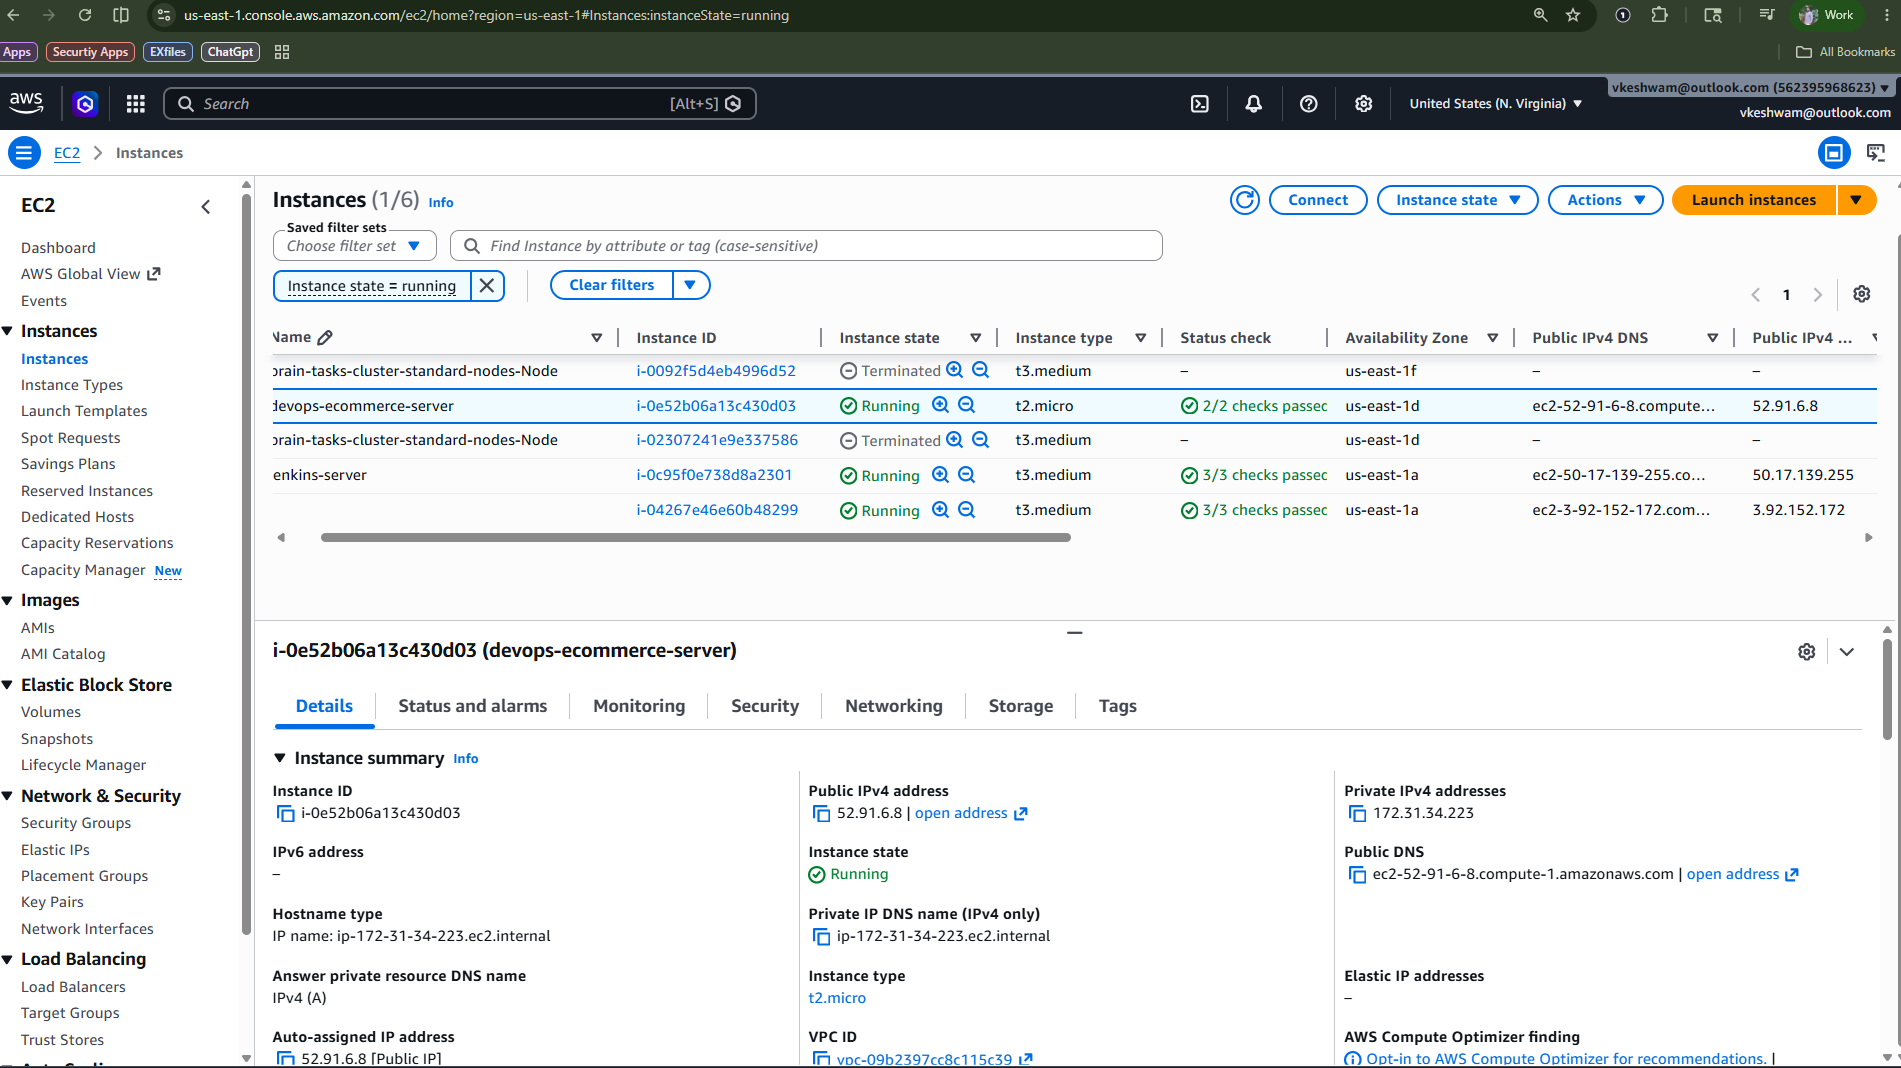 us-east-1.console.aws.amazon.com/ec2/home?region=us-east-1#Instances:instanceState=running
Work
Apps
Securtiy Apps
EXfiles
ChatGpt
All Bookmarks
aws
Search
[Alt+S]
United States (N. Virginia)
vkeshwam@outlook.com (562395968623)
vkeshwam@outlook.com
EC2
Instances
EC2
Dashboard
AWS Global View
Events
Instances
Instances
Instance Types
Launch Templates
Spot Requests
Savings Plans
Reserved Instances
Dedicated Hosts
Capacity Reservations
Capacity Manager New
Images
AMIs
AMI Catalog
Elastic Block Store
Volumes
Snapshots
Lifecycle Manager
Network & Security
Security Groups
Elastic IPs
Placement Groups
Key Pairs
Network Interfaces
Load Balancing
Load Balancers
Target Groups
Trust Stores
Instances (1/6) Info
Connect
Instance state
Actions
Launch instances
Saved filter sets
Choose filter set
Find Instance by attribute or tag (case-sensitive)
Instance state = running
Clear filters
1
Name Instance ID Instance state Instance type Status check Availability Zone Public IPv4 DNS Public IPv4 ...
brain-tasks-cluster-standard-nodes-Node i-0092f5d4eb4996d52 Terminated t3.medium – us-east-1f – –
devops-ecommerce-server i-0e52b06a13c430d03 Running t2.micro 2/2 checks passec us-east-1d ec2-52-91-6-8.compute... 52.91.6.8
brain-tasks-cluster-standard-nodes-Node i-02307241e9e337586 Terminated t3.medium – us-east-1d – –
enkins-server i-0c95f0e738d8a2301 Running t3.medium 3/3 checks passec us-east-1a ec2-50-17-139-255.co... 50.17.139.255
i-04267e46e60b48299 Running t3.medium 3/3 checks passec us-east-1a ec2-3-92-152-172.com... 3.92.152.172
i-0e52b06a13c430d03 (devops-ecommerce-server)
Details Status and alarms Monitoring Security Networking Storage Tags
Instance summary Info
Instance ID
i-0e52b06a13c430d03
Public IPv4 address
52.91.6.8 | open address
Private IPv4 addresses
172.31.34.223
IPv6 address
–
Instance state
Running
Public DNS
ec2-52-91-6-8.compute-1.amazonaws.com | open address
Hostname type
IP name: ip-172-31-34-223.ec2.internal
Private IP DNS name (IPv4 only)
ip-172-31-34-223.ec2.internal
Answer private resource DNS name
IPv4 (A)
Instance type
t2.micro
Elastic IP addresses
–
Auto-assigned IP address
52.91.6.8 [Public IP]
VPC ID
vpc-09b2397cc8c115c39
AWS Compute Optimizer finding
Opt-in to AWS Compute Optimizer for recommendations. |